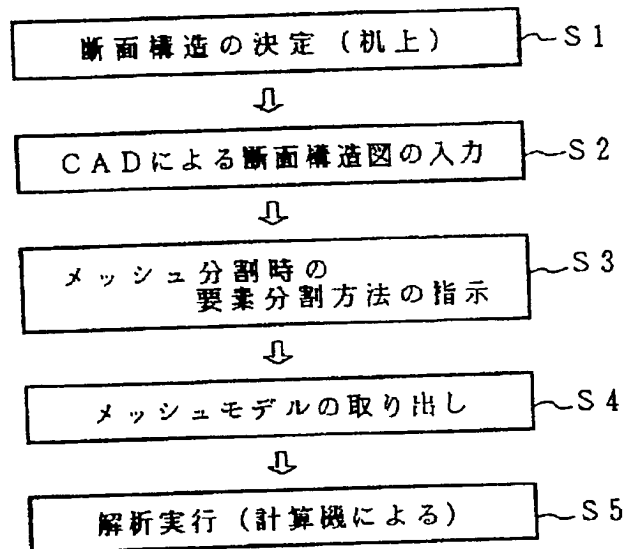 断面構造の決定(机上) S1
CADによる断面構造図の入力 S2
メッシュ分割時の S3
要素分割方法の指示
メッシュモデルの取り出し S4
解析実行(計算機による) S5